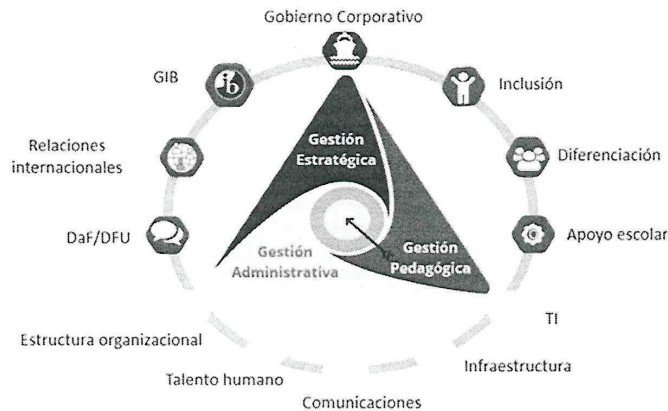 Gobierno Corporativo
GIB
ib
Inclusión
Relaciones
internacionales
Gestión
Estratégica
Diferenciación
DaF/DFU
Gestión
Administrativa
Gestión
Pedagógica
Apoyo escolar
Estructura organizacional
TI
Talento humano
Infraestructura
Comunicaciones